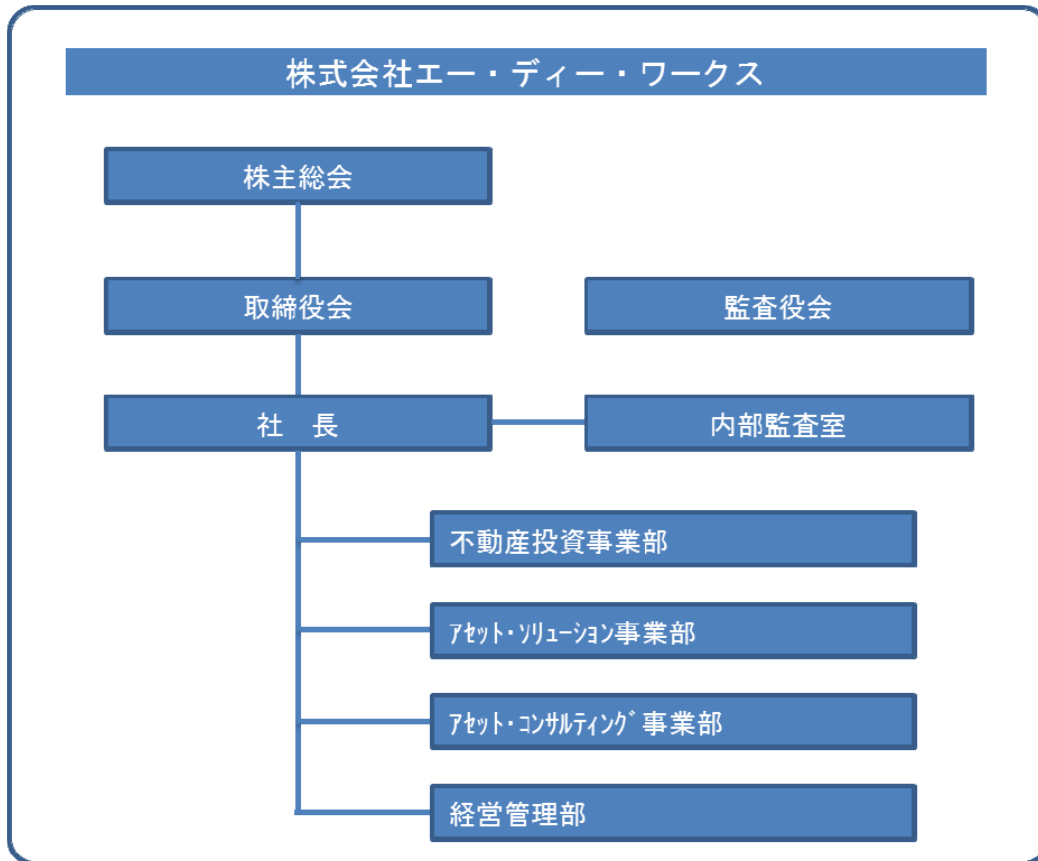 株式会社エー・ディー・ワークス
株主総会
取締役会
監査役会
社　長
内部監査室
不動産投資事業部
ｱｾｯﾄ・ｿﾘｭｰｼｮﾝ事業部
ｱｾｯﾄ・ｺﾝｻﾙﾃｨﾝｸﾞ事業部
経営管理部